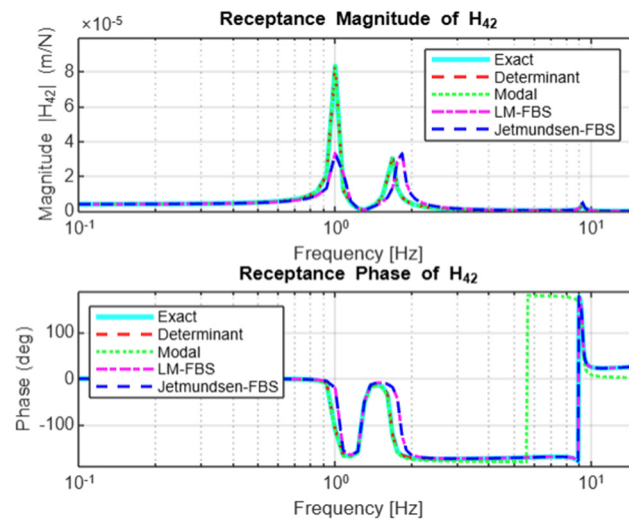 Receptance Magnitude of H42
×10-5
Magnitude |H42| (m/N)
8
6
4
2
0
Exact
Determinant
Modal
LM-FBS
Jetmundsen-FBS
10-1
100
101
Frequency [Hz]
Receptance Phase of H42
Phase (deg)
100
0
-100
Exact
Determinant
Modal
LM-FBS
Jetmundsen-FBS
10-1
100
101
Frequency [Hz]